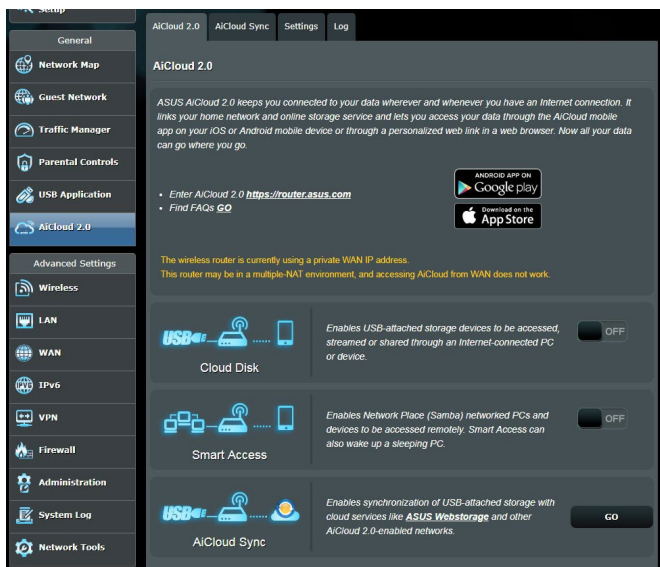 Setup
General
Network Map
Guest Network
Traffic Manager
Parental Controls
USB Application
AiCloud 2.0
Advanced Settings
Wireless
LAN
WAN
IPv6
VPN
Firewall
Administration
System Log
Network Tools
AiCloud 2.0 AiCloud Sync Settings Log
AiCloud 2.0
ASUS AiCloud 2.0 keeps you connected to your data wherever and whenever you have an Internet connection. It
links your home network and online storage service and lets you access your data through the AiCloud mobile
app on your iOS or Android mobile device or through a personalized web link in a web browser. Now all your data
can go where you go.
• Enter AiCloud 2.0 https://router.asus.com
• Find FAQs GO
ANDROID APP ON
Google play
Download on the
App Store
The wireless router is currently using a private WAN IP address.
This router may be in a multiple-NAT environment, and accessing AiCloud from WAN does not work.
USB
Cloud Disk
Enables USB-attached storage devices to be accessed,
streamed or shared through an Internet-connected PC
or device.
OFF
Smart Access
Enables Network Place (Samba) networked PCs and
devices to be accessed remotely. Smart Access can
also wake up a sleeping PC.
OFF
USB
AiCloud Sync
Enables synchronization of USB-attached storage with
cloud services like ASUS Webstorage and other
AiCloud 2.0-enabled networks.
GO